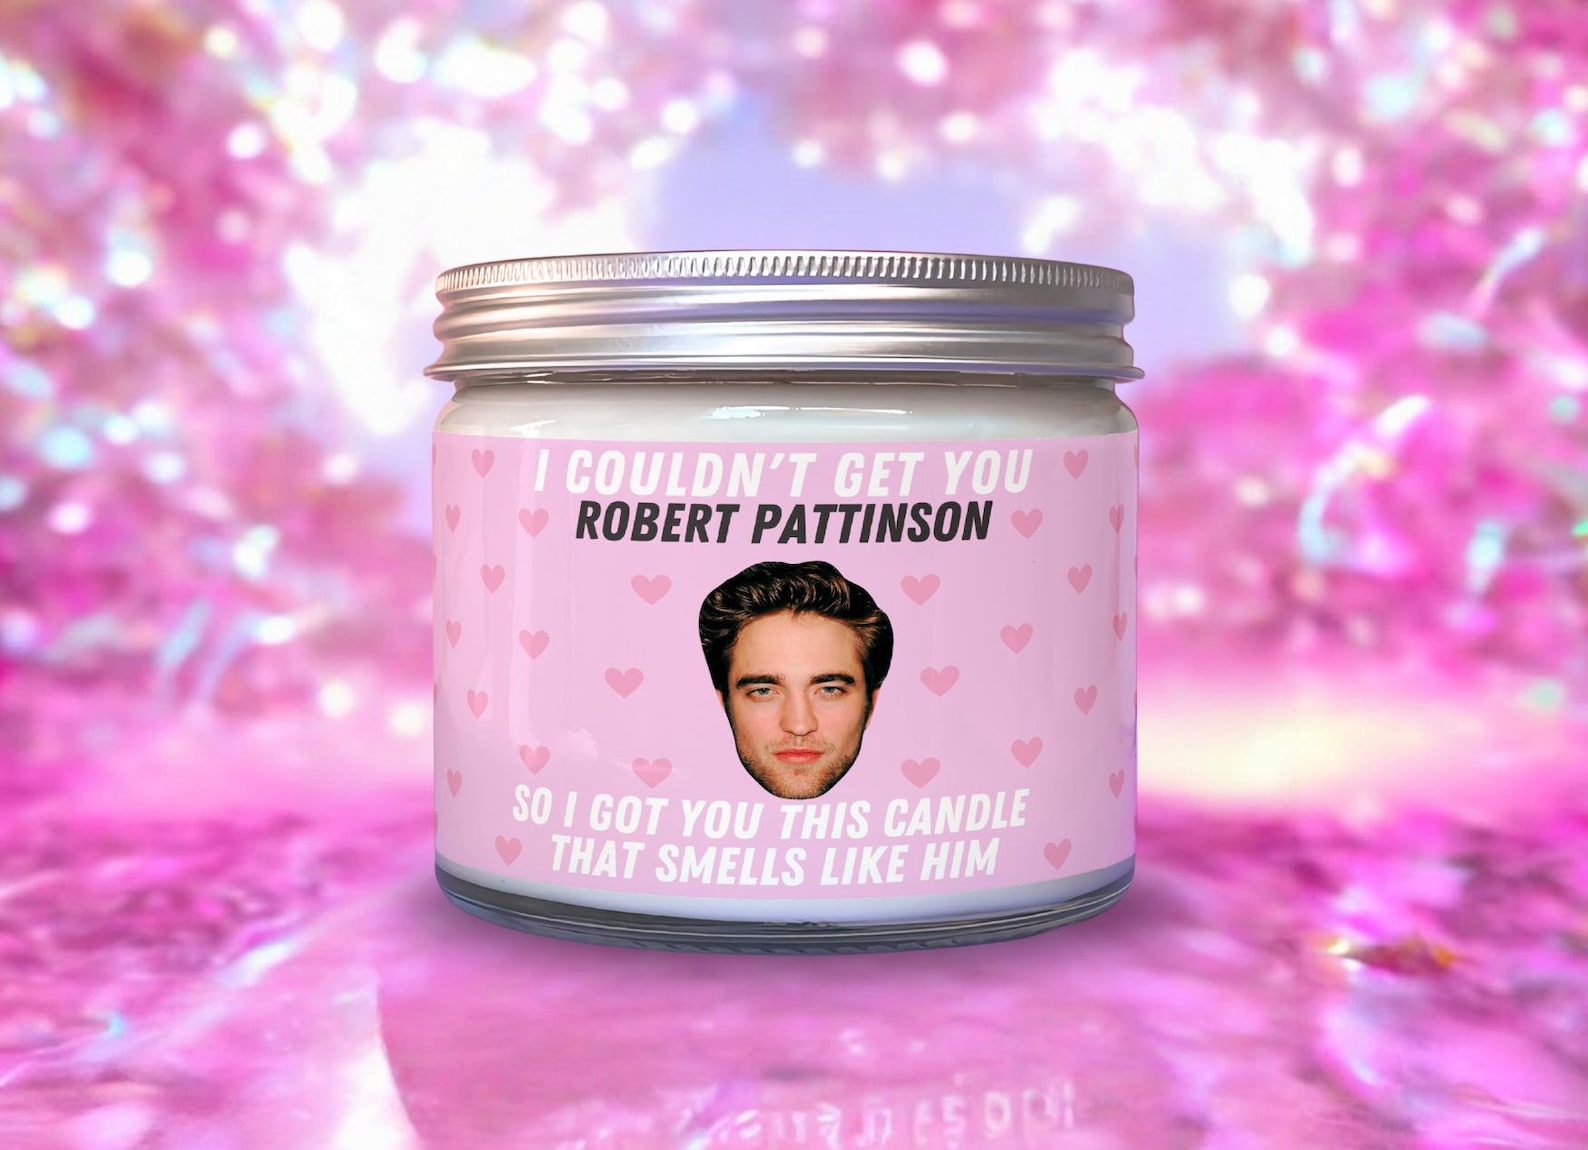 I COULDN'T GET YOU
ROBERT PATTINSON
SO I GOT YOU THIS CANDLE
THAT SMELLS LIKE HIM